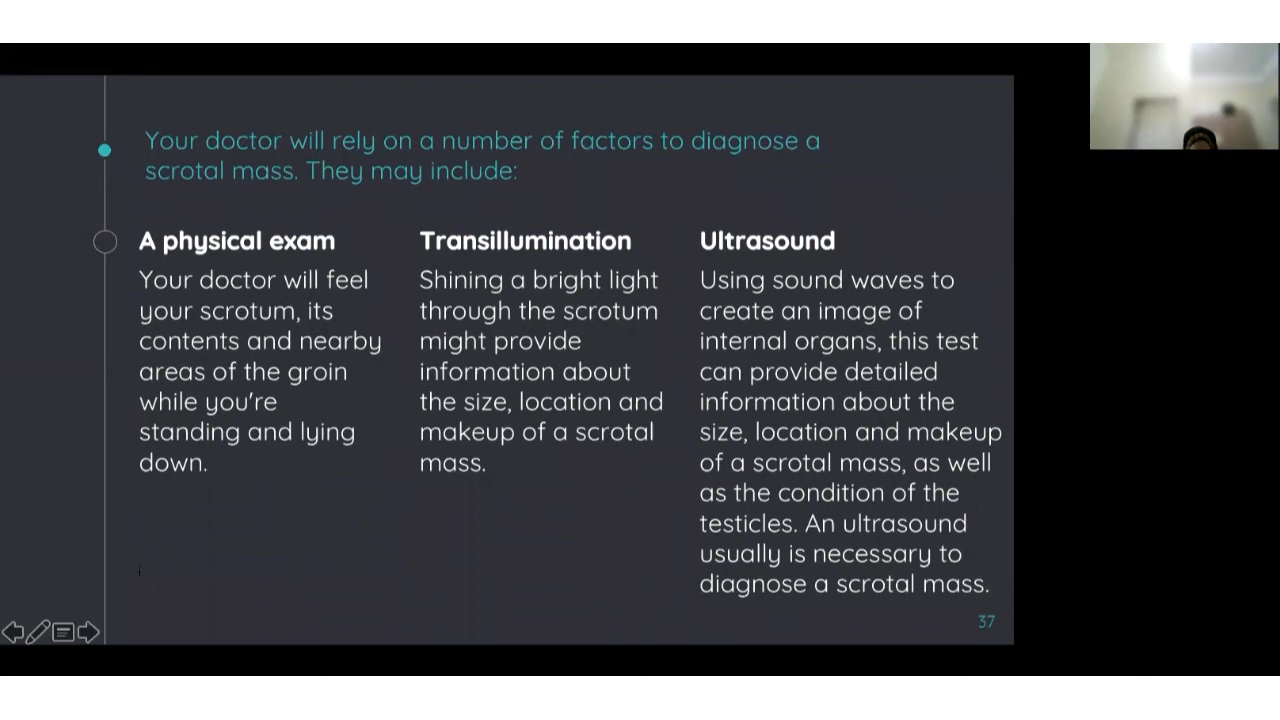 Your doctor will rely on a number of factors to diagnose a
scrotal mass. They may include:
A physical exam
Your doctor will feel
your scrotum, its
contents and nearby
areas of the groin
while you're
standing and lying
down.
Transillumination
Shining a bright light
through the scrotum
might provide
information about
the size, location and
makeup of a scrotal
mass.
Ultrasound
Using sound waves to
create an image of
internal organs, this test
can provide detailed
information about the
size, location and makeup
of a scrotal mass, as well
as the condition of the
testicles. An ultrasound
usually is necessary to
diagnose a scrotal mass.
37